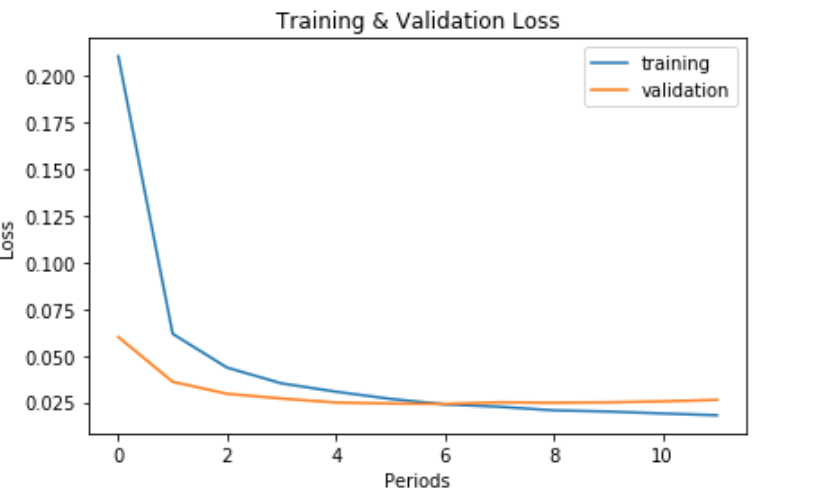 Training & Validation Loss
training
validation
0.200
0.175
0.150
0.125
0.100
0.075
0.050
0.025
Loss
0 2 4 6 8 10
Periods